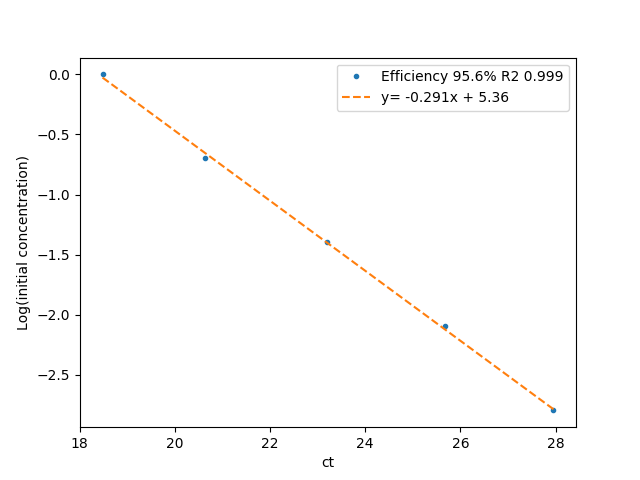 Efficiency 95.6% R2 0.999
y= -0.291x + 5.36
0.0
−0.5
−1.0
−1.5
−2.0
−2.5
Log(initial concentration)
18 20 22 24 26 28
ct